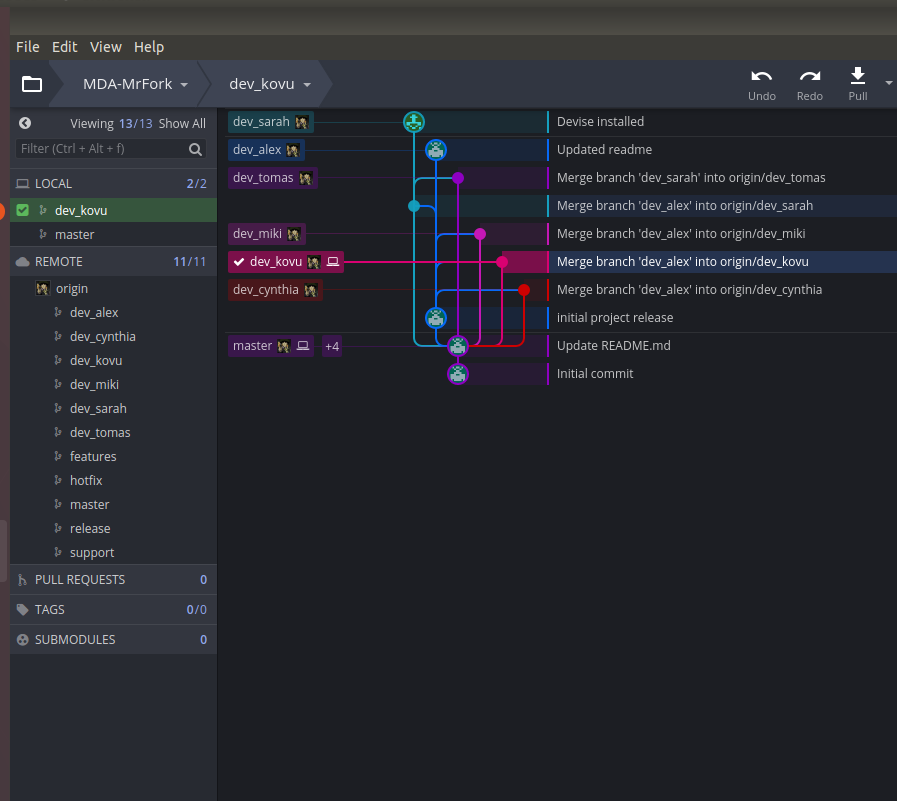 File Edit View Help
MDA-MrFork dev_kovu Undo Redo Pull
Viewing 13/13 Show All
Filter (Ctrl + Alt + f)
LOCAL 2/2
dev_kovu
master
REMOTE 11/11
origin
dev_alex
dev_cynthia
dev_kovu
dev_miki
dev_sarah
dev_tomas
features
hotfix
master
release
support
PULL REQUESTS 0
TAGS 0/0
SUBMODULES 0
dev_sarah Devise installed
dev_alex Updated readme
dev_tomas Merge branch 'dev_sarah' into origin/dev_tomas
Merge branch 'dev_alex' into origin/dev_sarah
dev_miki Merge branch 'dev_alex' into origin/dev_miki
dev_kovu Merge branch 'dev_alex' into origin/dev_kovu
dev_cynthia Merge branch 'dev_alex' into origin/dev_cynthia
initial project release
master +4 Update README.md
Initial commit